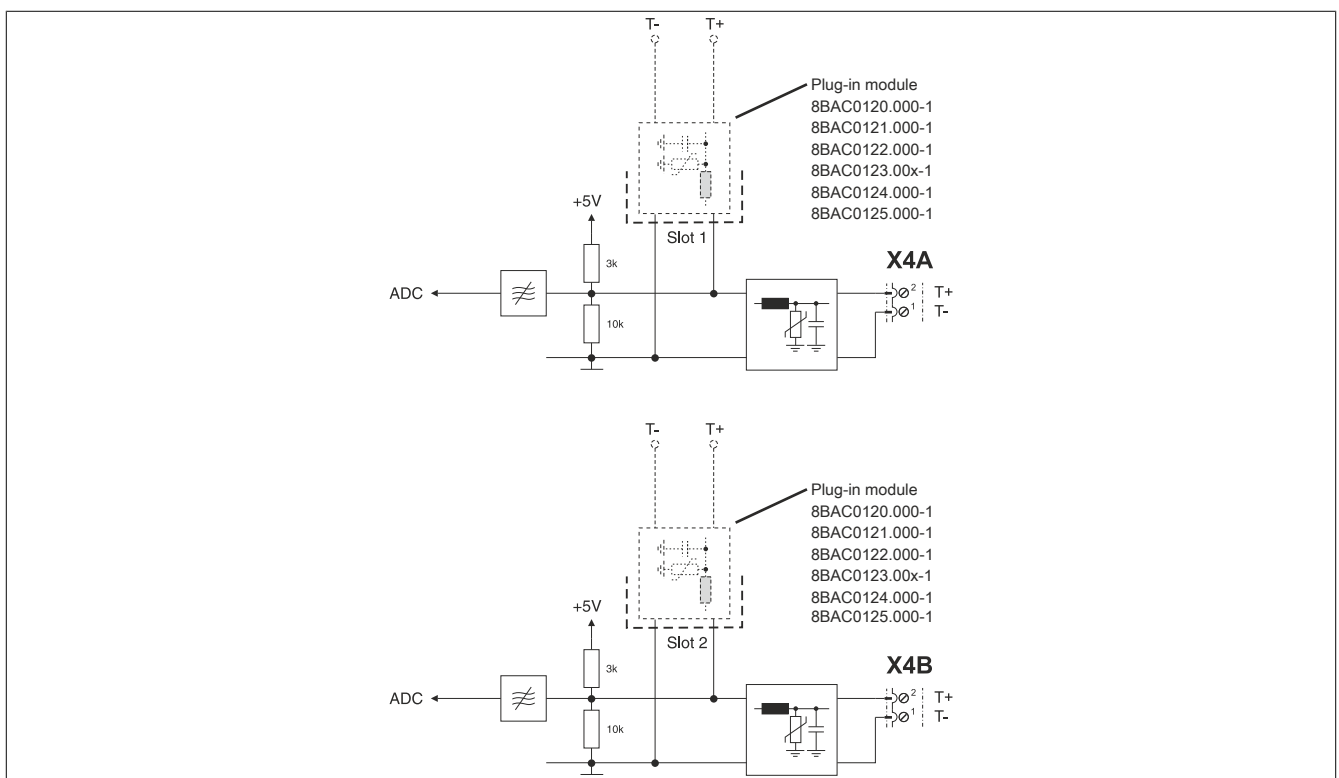 T- T+
Plug-in module
8BAC0120.000-1
8BAC0121.000-1
8BAC0122.000-1
8BAC0123.00x-1
8BAC0124.000-1
8BAC0125.000-1
+5V
Slot 1
3k
X4A
ADC
2 T+
1 T-
10k
T- T+
Plug-in module
8BAC0120.000-1
8BAC0121.000-1
8BAC0122.000-1
8BAC0123.00x-1
8BAC0124.000-1
8BAC0125.000-1
+5V
Slot 2
3k
X4B
ADC
2 T+
1 T-
10k